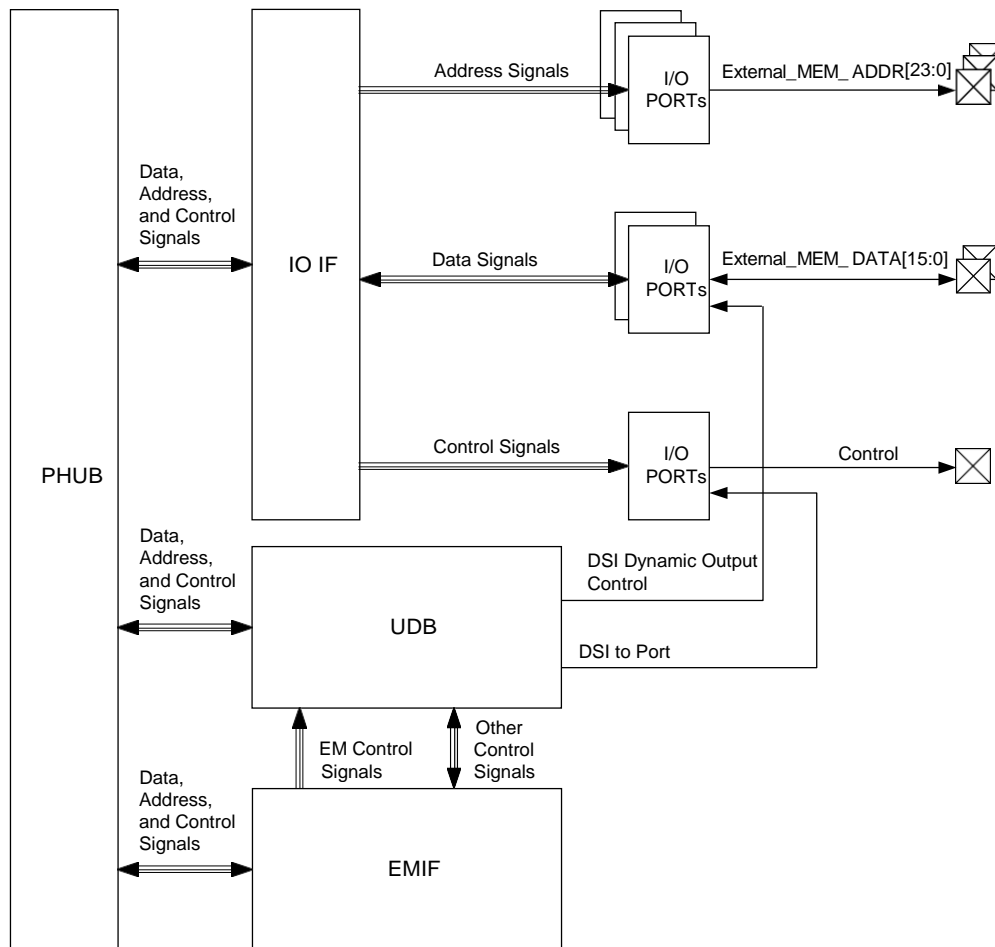 Address Signals
I/O
PORTs
External_MEM_ ADDR[23:0]
Data,
Address,
and Control
Signals
IO IF
Data Signals
I/O
PORTs
External_MEM_ DATA[15:0]
PHUB
Control Signals
I/O
PORTs
Control
Data,
Address,
and Control
Signals
UDB
DSI Dynamic Output
Control
DSI to Port
EM Control
Signals
Other
Control
Signals
Data,
Address,
and Control
Signals
EMIF